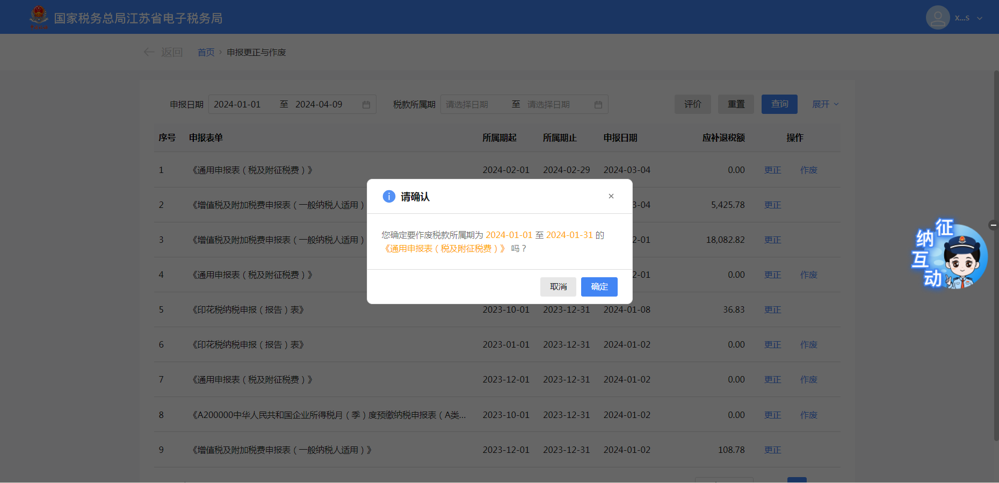 国家税务总局江苏省电子税务局
X...S
返回 首页 › 申报更正与作废
申报日期 2024-01-01 至 2024-04-09 税款所属期 请选择日期 至 请选择日期 评价 重置 查询 展开
序号 申报表单 所属期起 所属期止 申报日期 应补退税额 操作
1 《通用申报表（税及附征税费）》 2024-02-01 2024-02-29 2024-03-04 0.00 更正 作废
2 《增值税及附加税费申报表（一般纳税人适用） 3-04 5,425.78 更正
3 《增值税及附加税费申报表（一般纳税人适用） 2-01 18,082.82 更正
4 《通用申报表（税及附征税费）》 2-01 0.00 更正 作废
5 《印花税纳税申报（报告）表》 2023-10-01 2023-12-31 2024-01-08 36.83 更正
6 《印花税纳税申报（报告）表》 2023-01-01 2023-12-31 2024-01-02 0.00 更正 作废
7 《通用申报表（税及附征税费）》 2023-12-01 2023-12-31 2024-01-02 0.00 更正 作废
8 《A200000中华人民共和国企业所得税月（季）度预缴纳税申报表（A类... 2023-10-01 2023-12-31 2024-01-02 0.00 更正 作废
9 《增值税及附加税费申报表（一般纳税人适用）》 2023-12-01 2023-12-31 2024-01-02 108.78 更正
请确认
您确定要作废税款所属期为 2024-01-01 至 2024-01-31 的
《通用申报表（税及附征税费）》 吗？
取消 确定
征纳互动